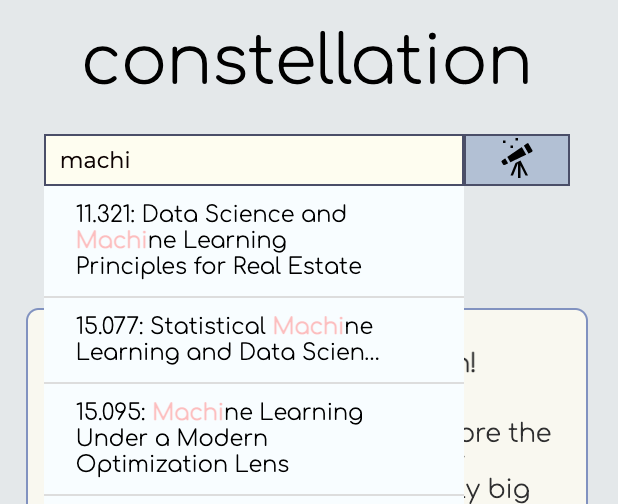 constellation
machi
11.321: Data Science and
Machine Learning
Principles for Real Estate
15.077: Statistical Machine
Learning and Data Scien...
n!
15.095: Machine Learning
ore the
Under a Modern
Optimization Lens
y big